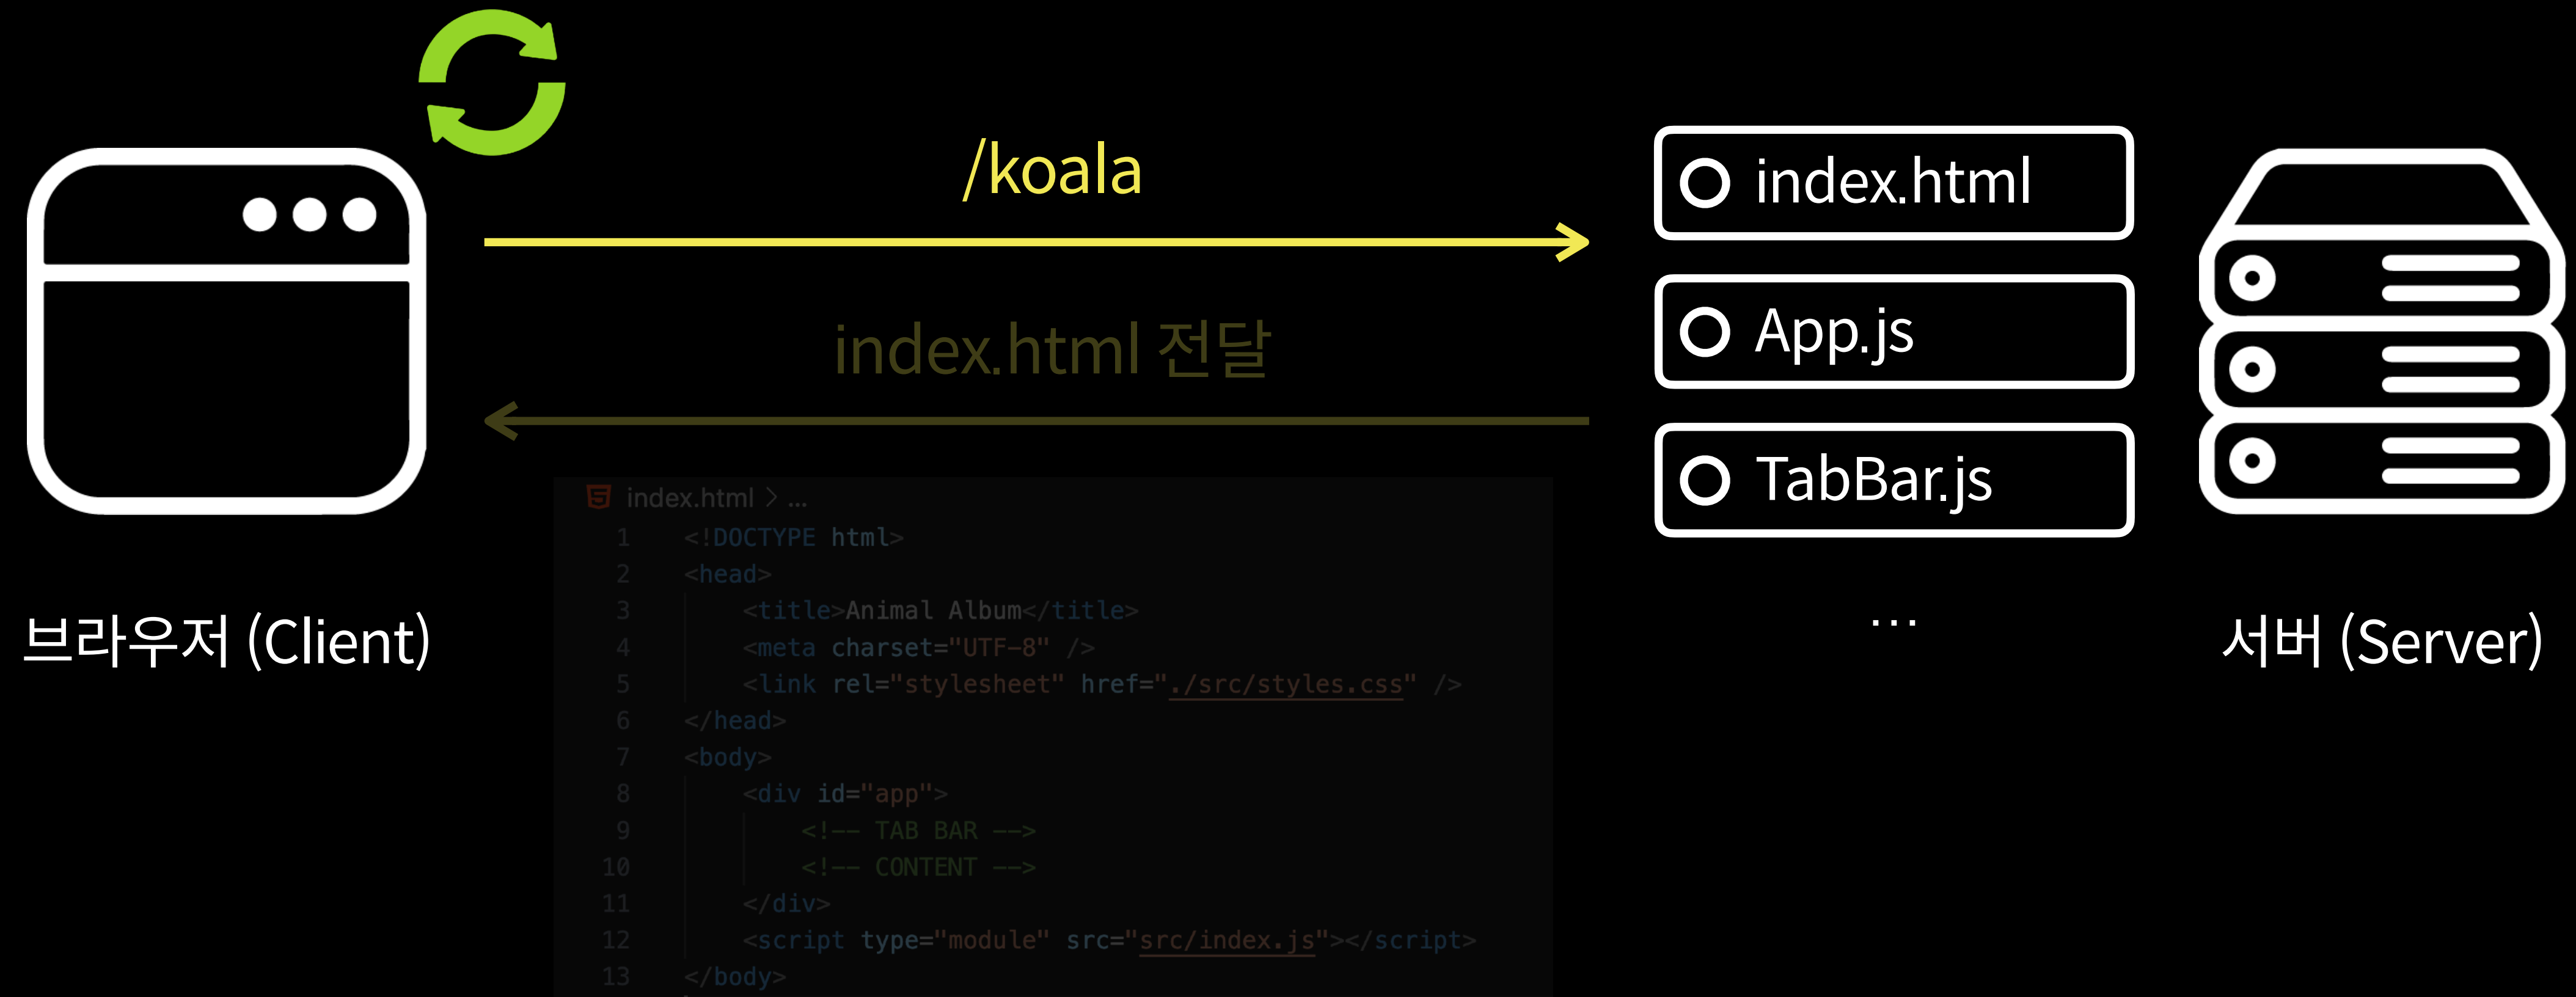 /koala
index.html 전달
index.html
App.js
TabBar.js
...
브라우저 (Client)
서버 (Server)
index.html > ...
1 <!DOCTYPE html>
2 <head>
3 <title>Animal Album</title>
4 <meta charset="UTF-8" />
5 <link rel="stylesheet" href="./src/styles.css" />
6 </head>
7 <body>
8 <div id="app">
9 <!-- TAB BAR -->
10 <!-- CONTENT -->
11 </div>
12 <script type="module" src="src/index.js"></script>
13 </body>